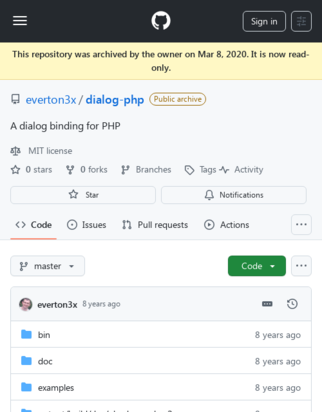 Sign in
This repository was archived by the owner on Mar 8, 2020. It is now read-
only.
everton3x / dialog-php Public archive
A dialog binding for PHP
MIT license
0 stars 0 forks Branches Tags Activity
Star Notifications
Code Issues Pull requests Actions
master Code
everton3x 8 years ago
bin 8 years ago
doc 8 years ago
examples 8 years ago